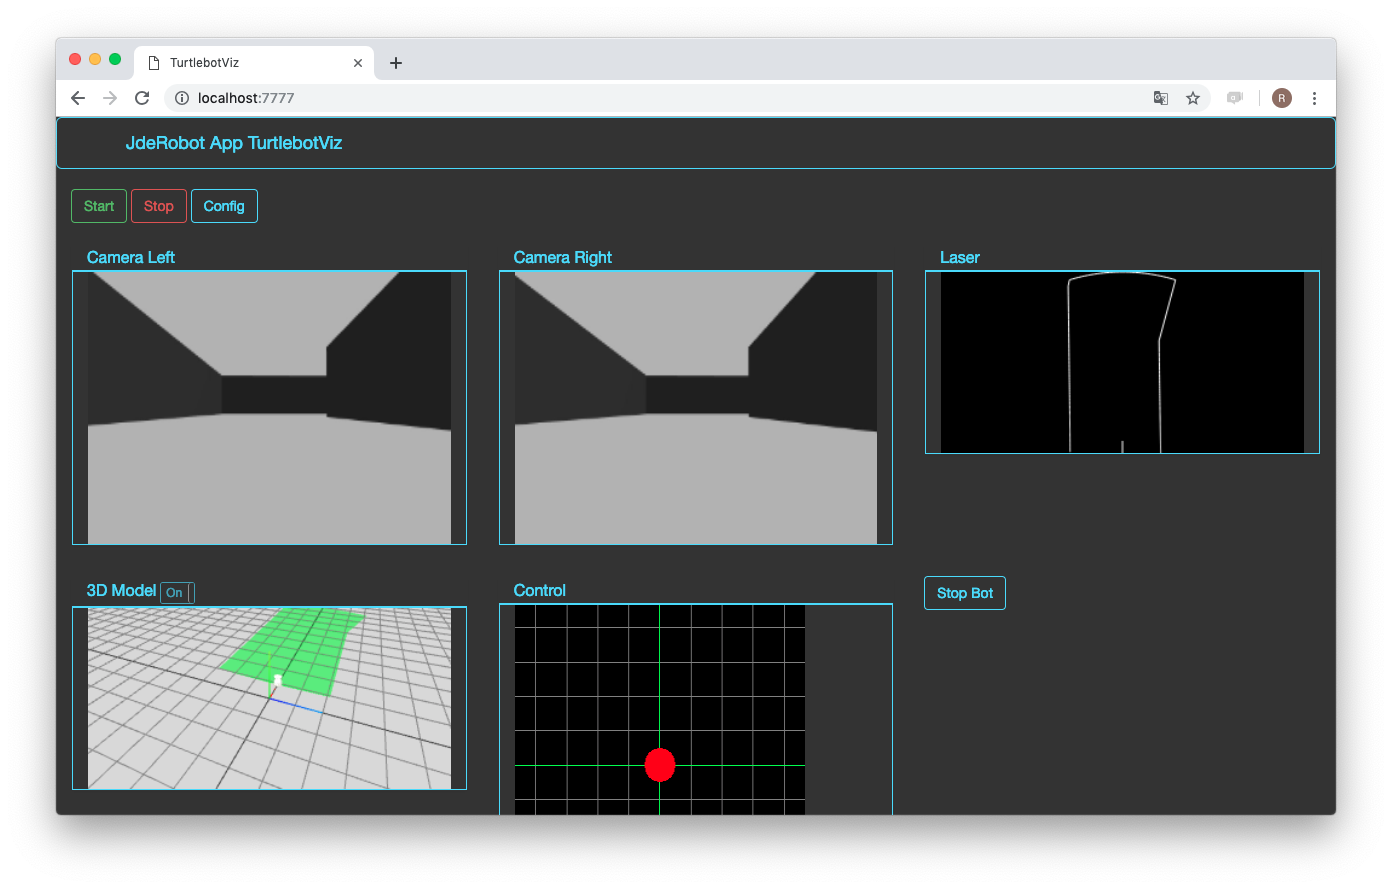 TurtlebotViz
localhost:7777
R
JdeRobot App TurtlebotViz
Start Stop Config
Camera Left Camera Right Laser
3D Model On Control Stop Bot